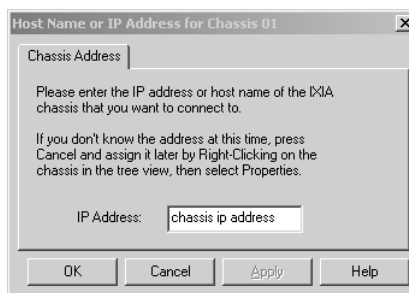 Host Name or IP Address for Chassis 01
Chassis Address
Please enter the IP address or host name of the IXIA
chassis that you want to connect to.
If you don't know the address at this time, press
Cancel and assign it later by Right-Clicking on the
chassis in the tree view, then select Properties.
IP Address: chassis ip address
OK Cancel Apply Help